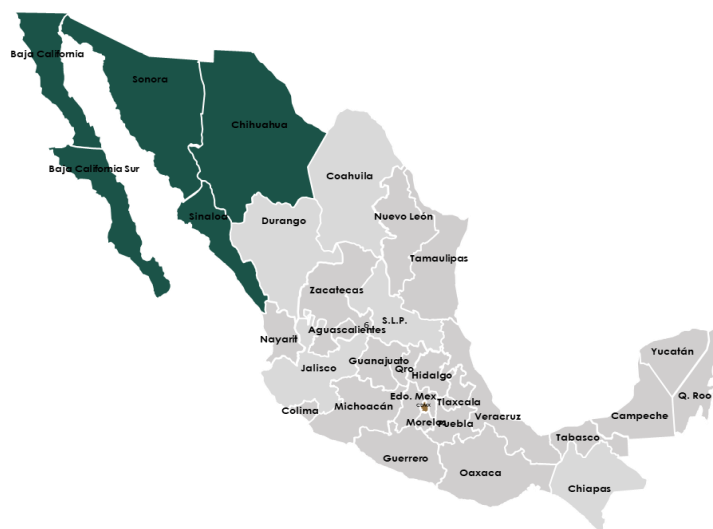 Baja California
Sonora
Chihuahua
Baja California Sur
Coahuila
Sinaloa
Durango
Nuevo León
Tamaulipas
Zacatecas
S.L.P.
Aguascalientes
Nayarit
Jalisco
Guanajuato
Qro
Hidalgo
Yucatán
Q. Roo
Edo. Mex
Tlaxcala
Colima
Michoacán
Veracruz
Campeche
Morelos
Puebla
Tabasco
Guerrero
Oaxaca
Chiapas